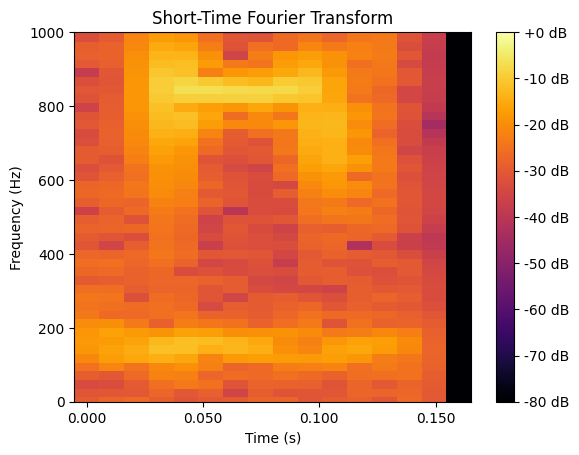 Short-Time Fourier Transform
1000
800
600
400
200
0
Frequency (Hz)
0.000
0.050
0.100
0.150
Time (s)
+0 dB
-10 dB
-20 dB
-30 dB
-40 dB
-50 dB
-60 dB
-70 dB
-80 dB